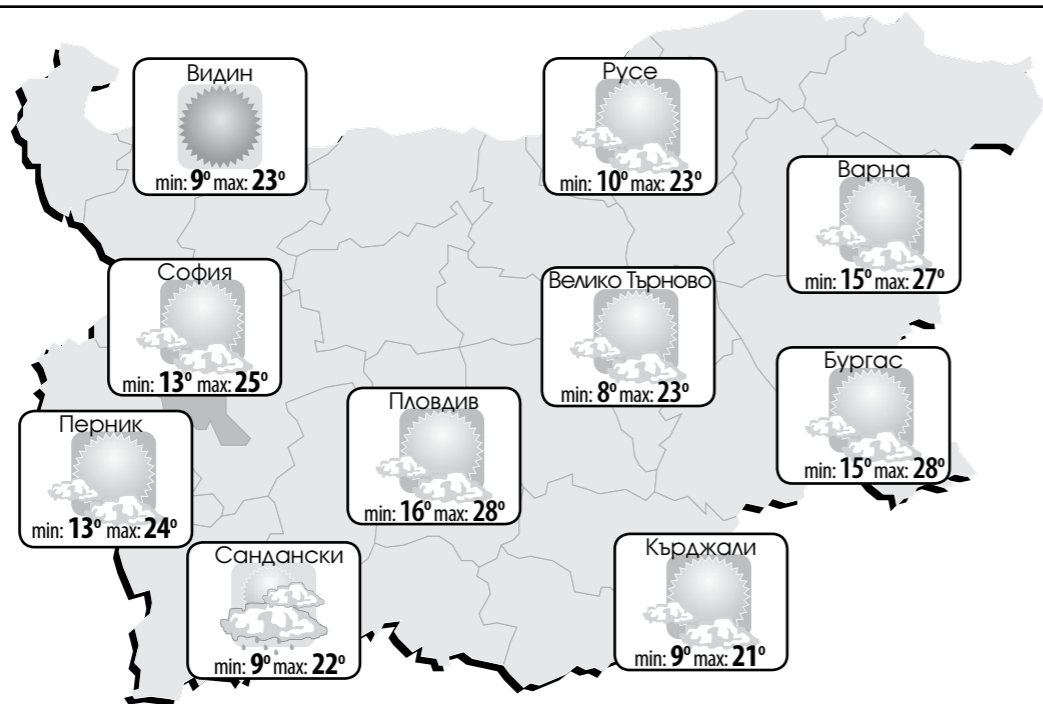 Видин
min: 9° max: 23°
Русе
min: 10° max: 23°
Варна
min: 15° max: 27°
София
min: 13° max: 25°
Велико Търново
min: 8° max: 23°
Бургас
min: 15° max: 28°
Пловдив
min: 16° max: 28°
Перник
min: 13° max: 24°
Сандански
min: 9° max: 22°
Кърджали
min: 9° max: 21°